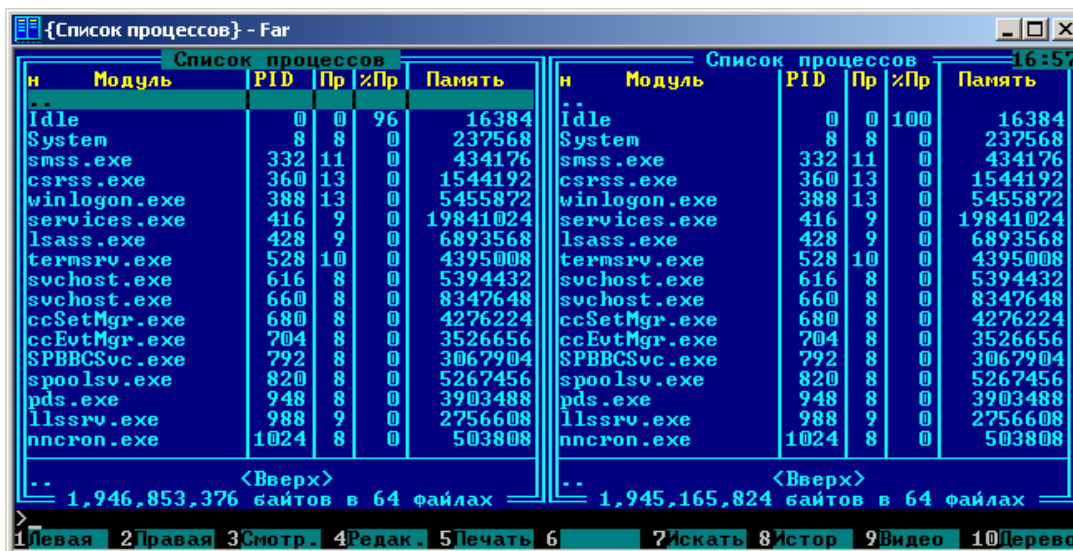 {Список процессов} - Far
Список процессов Список процессов 16:57
н Модуль PID Пр %Пр Память н Модуль PID Пр %Пр Память
.. ..
Idle 0 0 96 16384 Idle 0 0 100 16384
System 8 8 0 237568 System 8 8 0 237568
smss.exe 332 11 0 434176 smss.exe 332 11 0 434176
csrss.exe 360 13 0 1544192 csrss.exe 360 13 0 1544192
winlogon.exe 388 13 0 5455872 winlogon.exe 388 13 0 5455872
services.exe 416 9 0 19841024 services.exe 416 9 0 19841024
lsass.exe 428 9 0 6893568 lsass.exe 428 9 0 6893568
termsrv.exe 528 10 0 4395008 termsrv.exe 528 10 0 4395008
svchost.exe 616 8 0 5394432 svchost.exe 616 8 0 5394432
svchost.exe 660 8 0 8347648 svchost.exe 660 8 0 8347648
ccSetMgr.exe 680 8 0 4276224 ccSetMgr.exe 680 8 0 4276224
ccEvtMgr.exe 704 8 0 3526656 ccEvtMgr.exe 704 8 0 3526656
SPBBCSvc.exe 792 8 0 3067904 SPBBCSvc.exe 792 8 0 3067904
spoolsv.exe 820 8 0 5267456 spoolsv.exe 820 8 0 5267456
pds.exe 948 8 0 3903488 pds.exe 948 8 0 3903488
llssrv.exe 988 9 0 2756608 llssrv.exe 988 9 0 2756608
nncron.exe 1024 8 0 503808 nncron.exe 1024 8 0 503808
.. <Вверх> .. <Вверх>
1,946,853,376 байтов в 64 файлах 1,945,165,824 байтов в 64 файлах
>_
1Левая 2Правая 3Смотр. 4Редак. 5Печать 6 7Искать 8Истор 9Видео 10Дерево